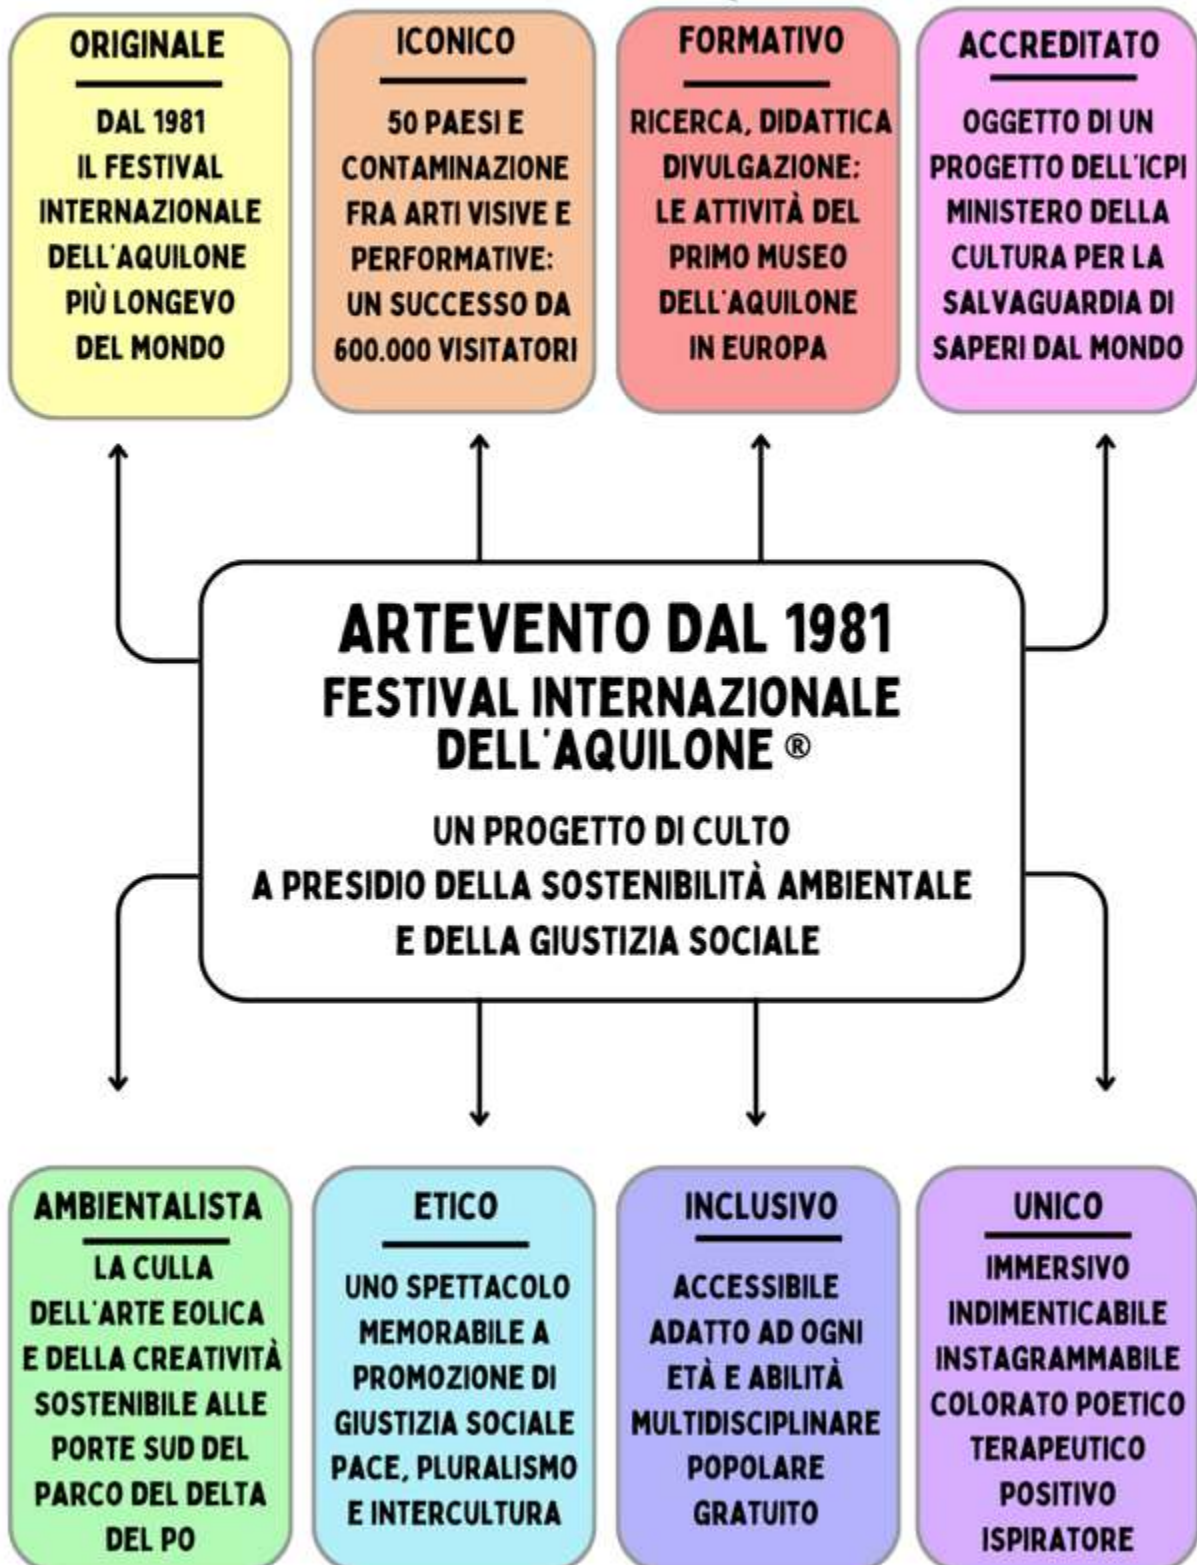 ORIGINALE
DAL 1981
IL FESTIVAL
INTERNAZIONALE
DELL'AQUILONE
PIÙ LONGEVO
DEL MONDO
ICONICO
50 PAESI E
CONTAMINAZIONE
FRA ARTI VISIVE E
PERFORMATIVE:
UN SUCCESSO DA
600.000 VISITATORI
FORMATIVO
RICERCA, DIDATTICA
DIVULGAZIONE:
LE ATTIVITÀ DEL
PRIMO MUSEO
DELL'AQUILONE
IN EUROPA
ACCREDITATO
OGGETTO DI UN
PROGETTO DELL'ICPI
MINISTERO DELLA
CULTURA PER LA
SALVAGUARDIA DI
SAPERI DAL MONDO
ARTEVENTO DAL 1981
FESTIVAL INTERNAZIONALE
DELL'AQUILONE ®
UN PROGETTO DI CULTO
A PRESIDIO DELLA SOSTENIBILITÀ AMBIENTALE
E DELLA GIUSTIZIA SOCIALE
AMBIENTALISTA
LA CULLA
DELL'ARTE EOLICA
E DELLA CREATIVITÀ
SOSTENIBILE ALLE
PORTE SUD DEL
PARCO DEL DELTA
DEL PO
ETICO
UNO SPETTACOLO
MEMORABILE A
PROMOZIONE DI
GIUSTIZIA SOCIALE
PACE, PLURALISMO
E INTERCULTURA
INCLUSIVO
ACCESSIBILE
ADATTO AD OGNI
ETÀ E ABILITÀ
MULTIDISCIPLINARE
POPOLARE
GRATUITO
UNICO
IMMERSIVO
INDIMENTICABILE
INSTAGRAMMABILE
COLORATO POETICO
TERAPEUTICO
POSITIVO
ISPIRATORE